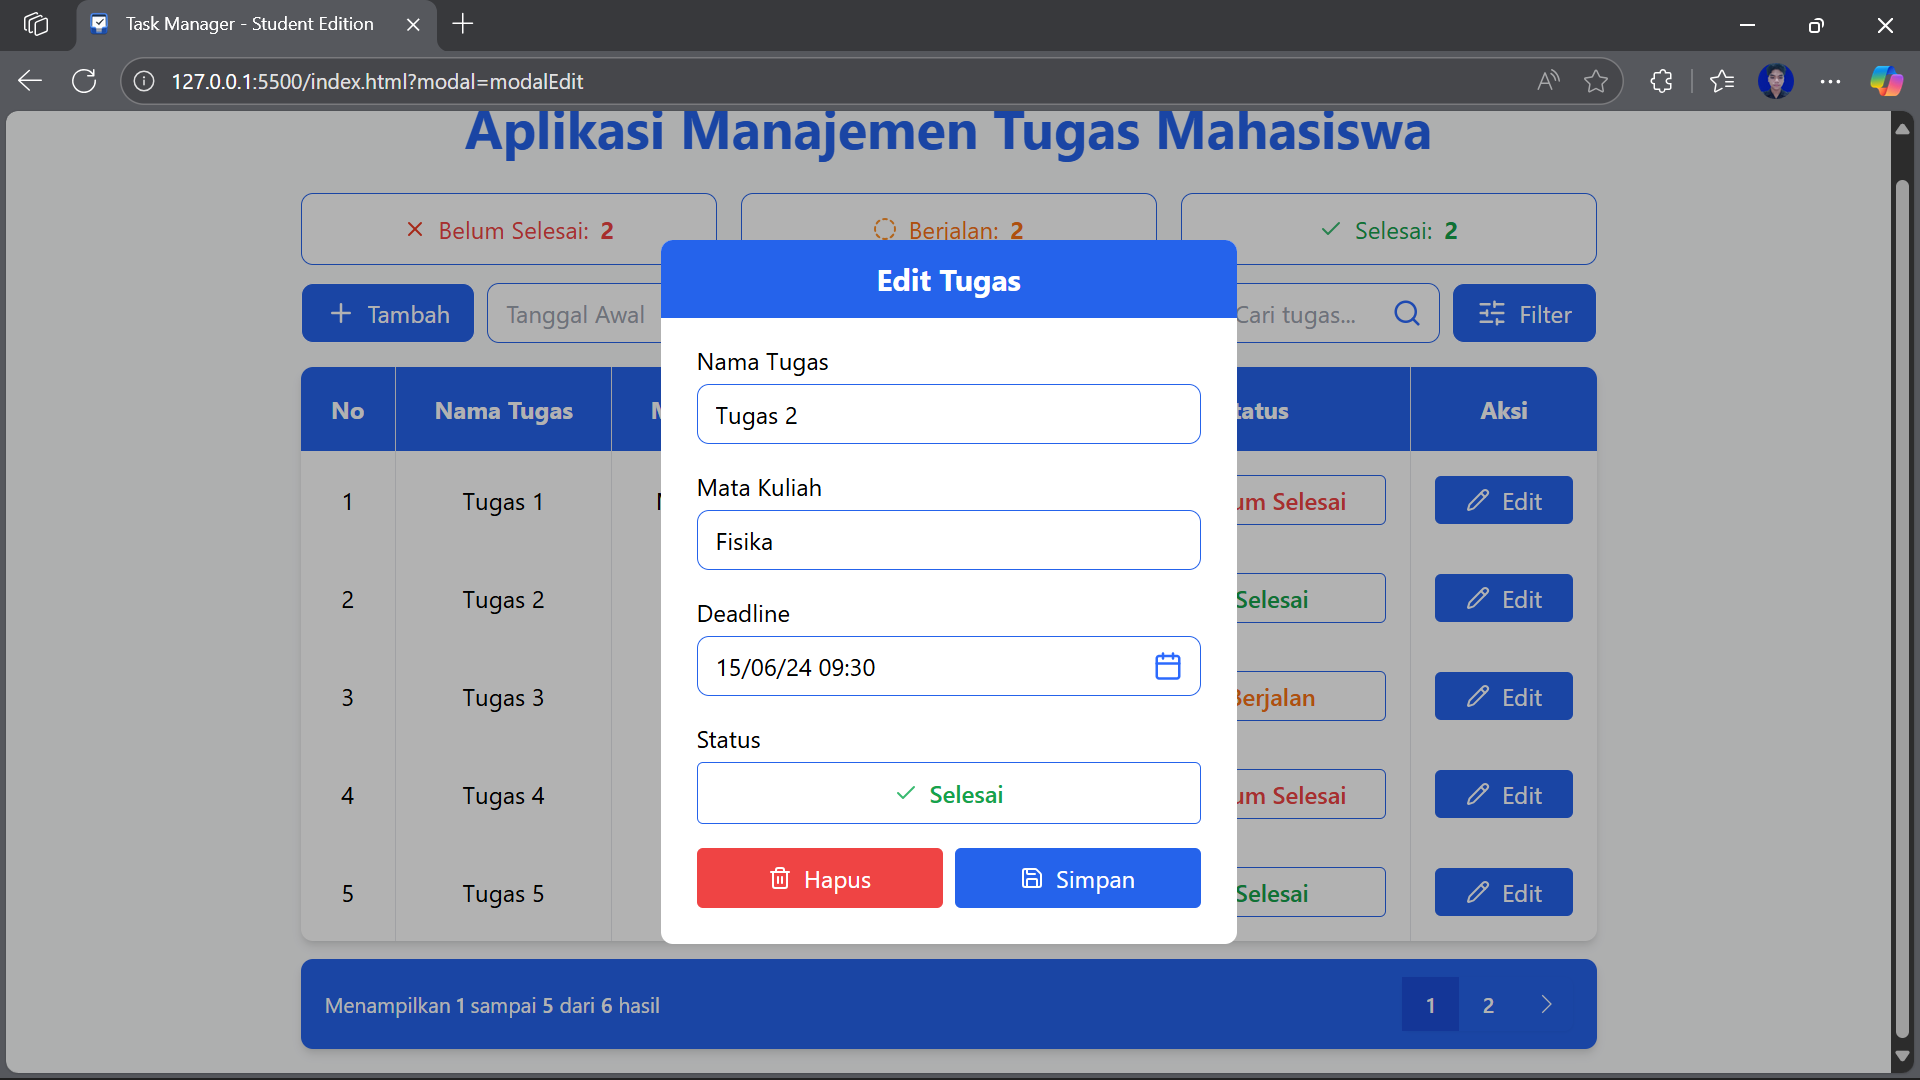 Task Manager - Student Edition
127.0.0.1:5500/index.html?modal=modalEdit
Aplikasi Manajemen Tugas Mahasiswa
Belum Selesai: 2
Berjalan: 2
Selesai: 2
Tambah
Tanggal Awal
Cari tugas...
Filter
No
Nama Tugas
Aksi
1 Tugas 1 Selesai Edit
2 Tugas 2 Selesai Edit
3 Tugas 3 Berjalan Edit
4 Tugas 4 Selesai Edit
5 Tugas 5 Selesai Edit
Edit Tugas
Nama Tugas
Tugas 2
Mata Kuliah
Fisika
Deadline
15/06/24 09:30
Status
Selesai
Hapus
Simpan
Menampilkan 1 sampai 5 dari 6 hasil
1 2